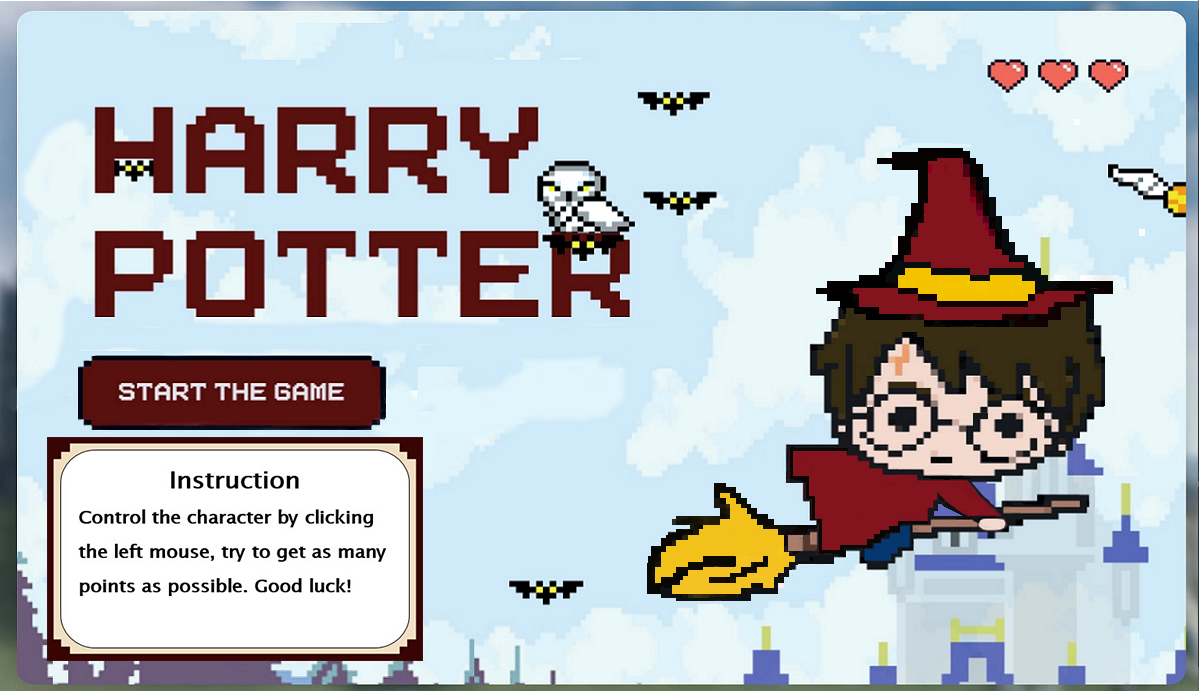 HARRY
POTTER
START THE GAME
Instruction
Control the character by clicking
the left mouse, try to get as many
points as possible. Good luck!